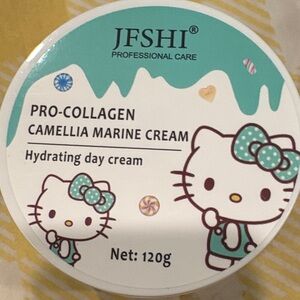 JFSHI®
PROFESSIONAL CARE
PRO-COLLAGEN
CAMELLIA MARINE CREAM
Hydrating day cream
Net: 120g